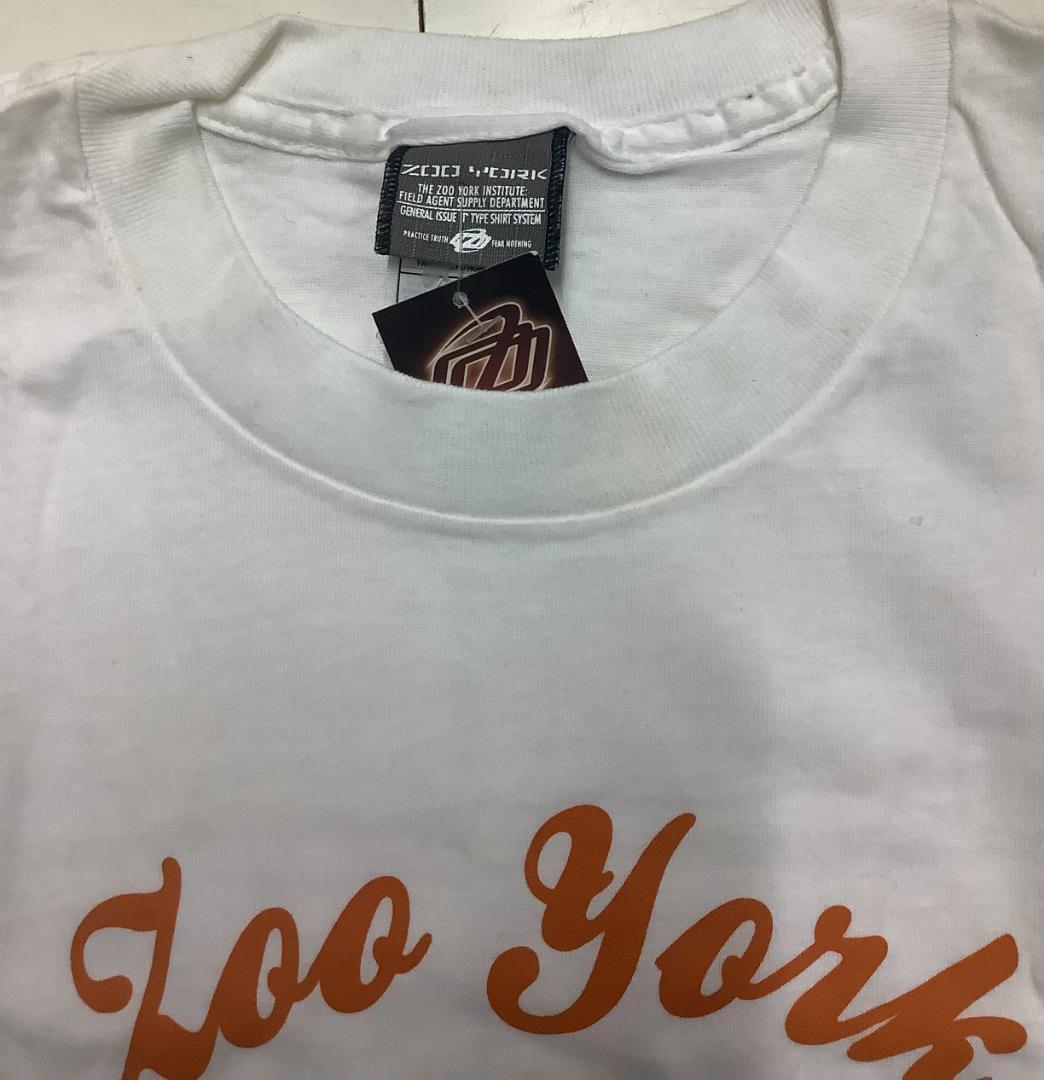 ZOO YORK
THE ZOO YORK INSTITUTE:
FIELD AGENT SUPPLY DEPARTMENT
GENERAL ISSUE T TYPE SHIRT SYSTEM
PRACTICE TRUTH FEAR NOTHING
Zoo York